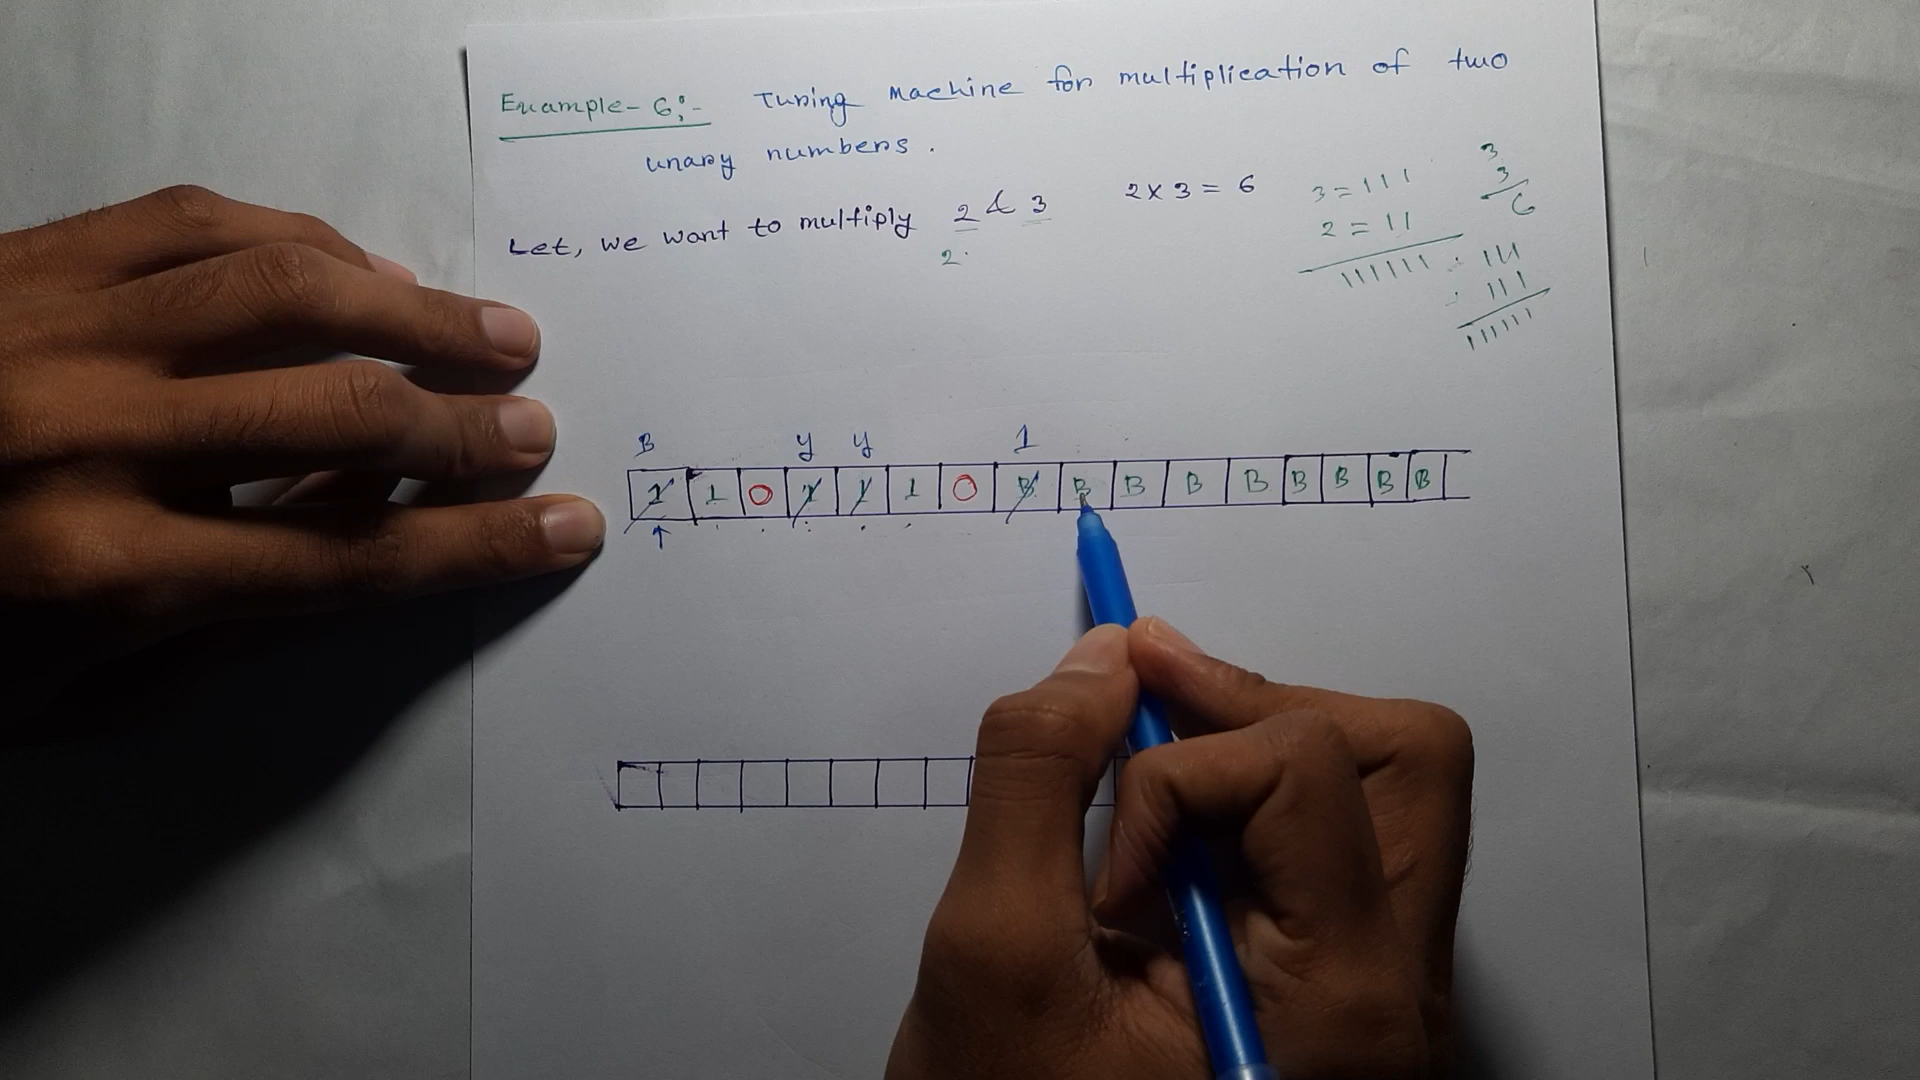 Example-6:- Turing machine for multiplication of two
unary numbers.
Let, we want to multiply 2 & 3
2×3 = 6
2.
3 = 111
2 = 11
111111
3
3
6
111
111
111111
B y y 1
1 1 0 1 1 1 0 B B B B B B B B B
↑